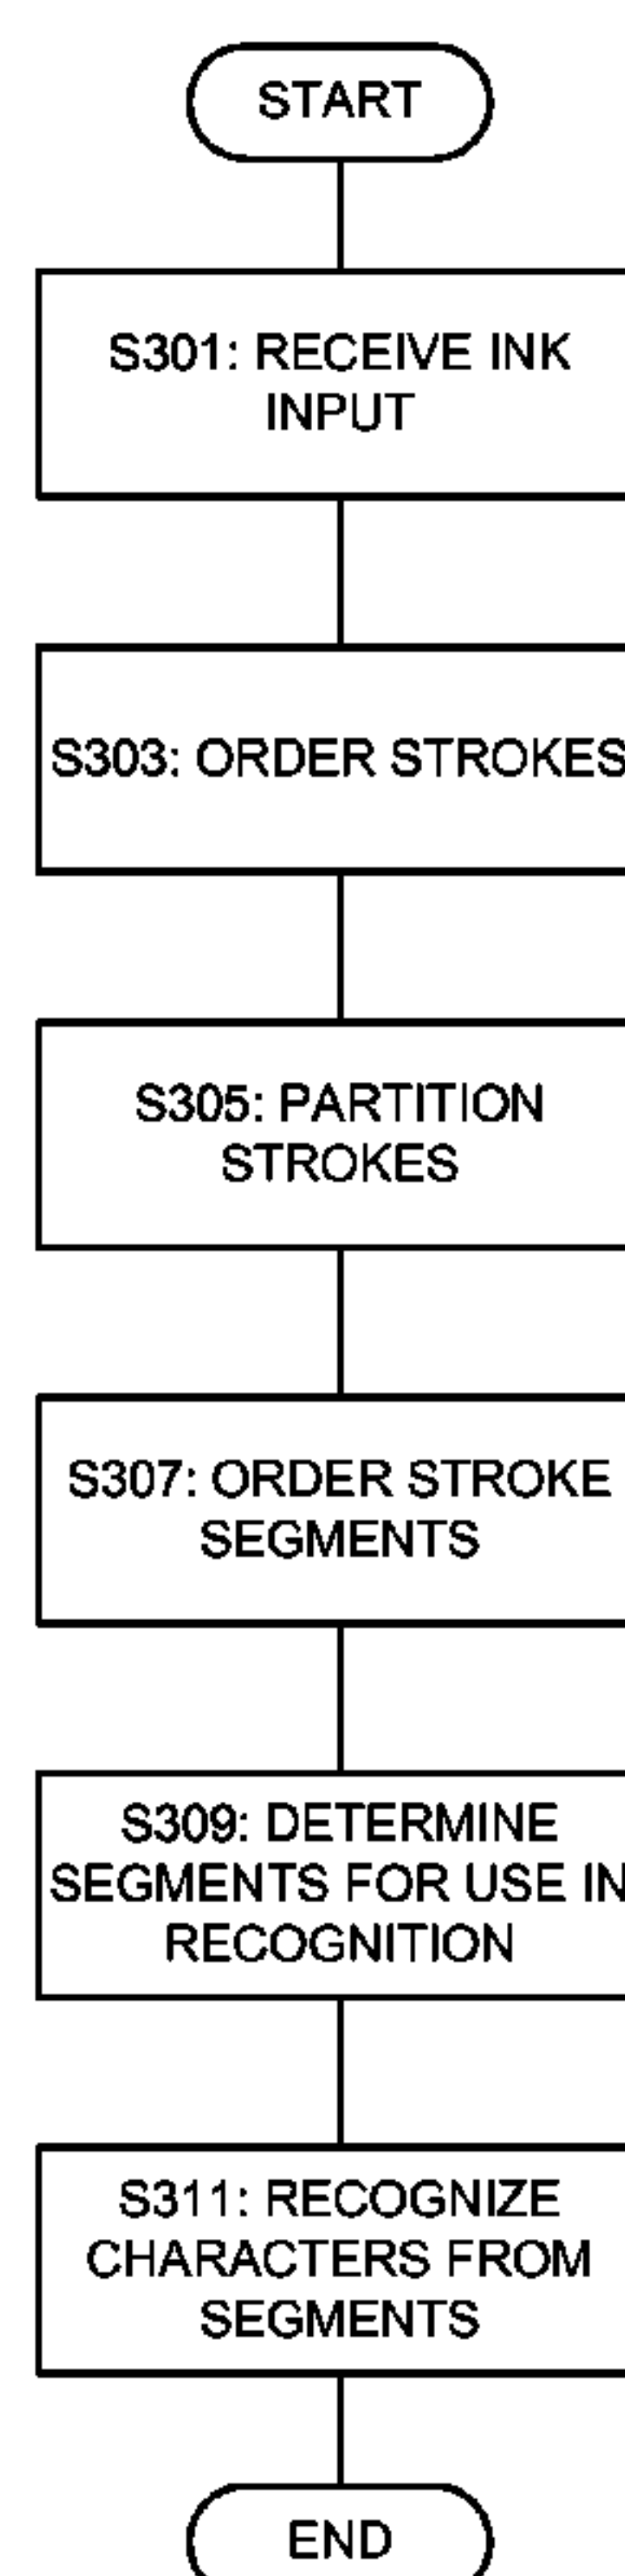 START
S301: RECEIVE INK
INPUT
S303: ORDER STROKES
S305: PARTITION
STROKES
S307: ORDER STROKE
SEGMENTS
S309: DETERMINE
SEGMENTS FOR USE IN
RECOGNITION
S311: RECOGNIZE
CHARACTERS FROM
SEGMENTS
END